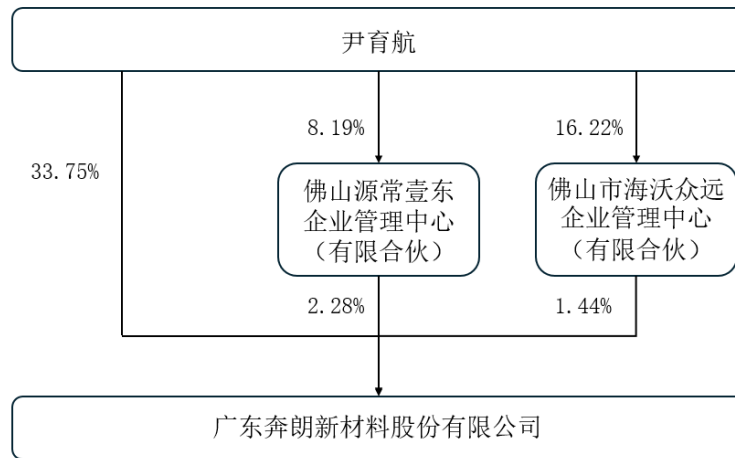 尹育航
8.19%
16.22%
33.75%
佛山源常壹东
企业管理中心
（有限合伙）
佛山市海沃众远
企业管理中心
（有限合伙）
2.28%
1.44%
广东奔朗新材料股份有限公司